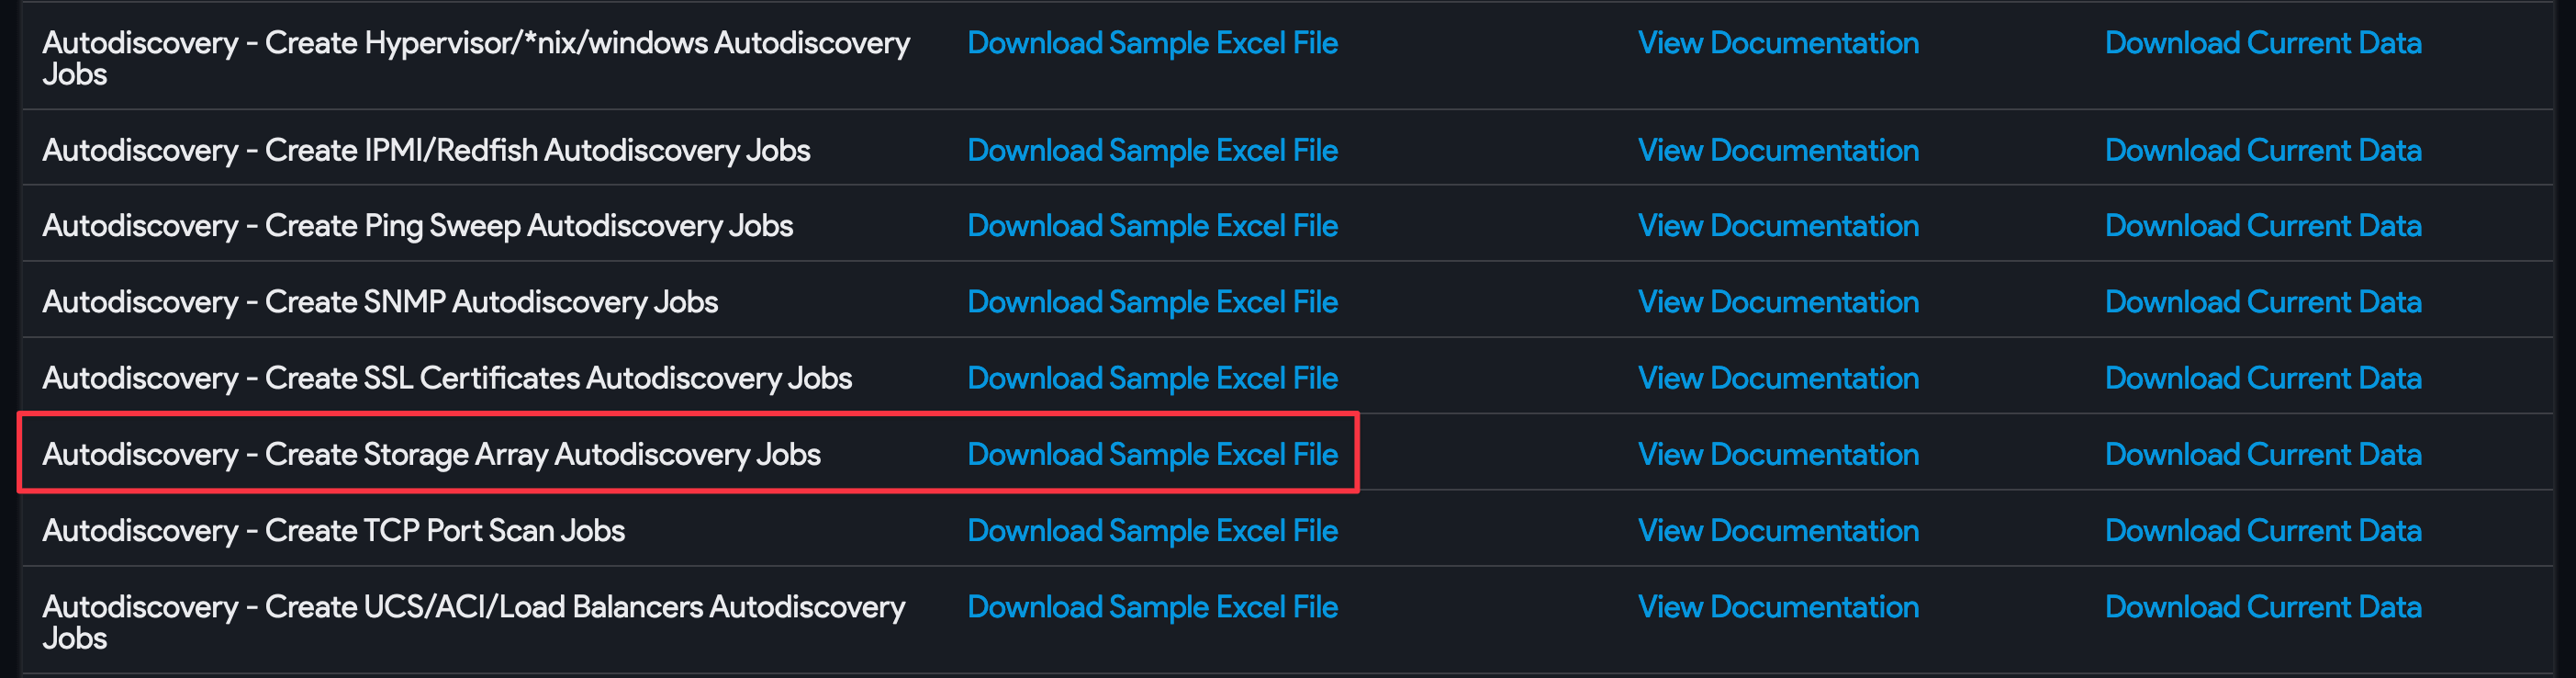 Autodiscovery - Create Hypervisor/*nix/windows Autodiscovery Jobs Download Sample Excel File View Documentation Download Current Data
Autodiscovery - Create IPMI/Redfish Autodiscovery Jobs Download Sample Excel File View Documentation Download Current Data
Autodiscovery - Create Ping Sweep Autodiscovery Jobs Download Sample Excel File View Documentation Download Current Data
Autodiscovery - Create SNMP Autodiscovery Jobs Download Sample Excel File View Documentation Download Current Data
Autodiscovery - Create SSL Certificates Autodiscovery Jobs Download Sample Excel File View Documentation Download Current Data
Autodiscovery - Create Storage Array Autodiscovery Jobs Download Sample Excel File View Documentation Download Current Data
Autodiscovery - Create TCP Port Scan Jobs Download Sample Excel File View Documentation Download Current Data
Autodiscovery - Create UCS/ACI/Load Balancers Autodiscovery Jobs Download Sample Excel File View Documentation Download Current Data